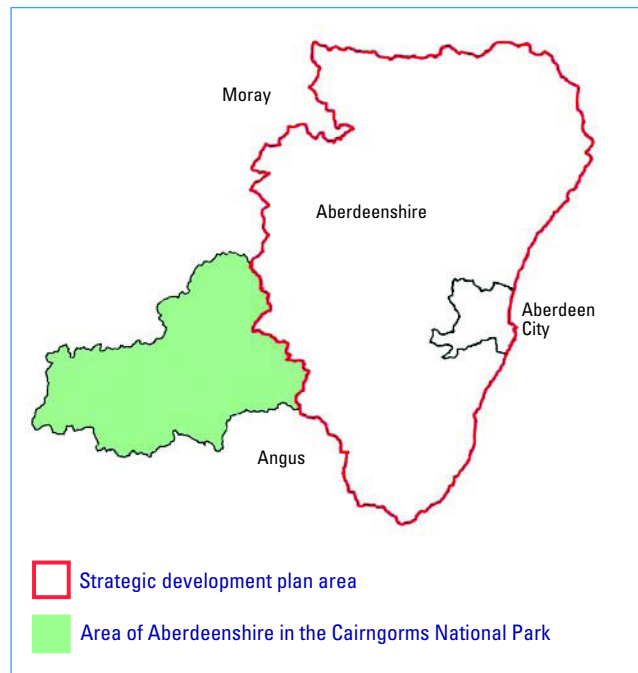 Moray
Aberdeenshire
Aberdeen
City
Angus
Strategic development plan area
Area of Aberdeenshire in the Cairngorms National Park